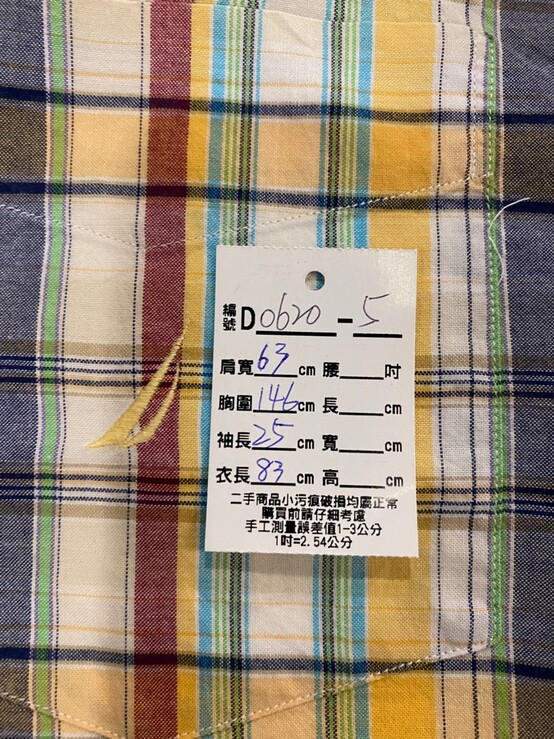 編號D0620-5
肩寬63cm 腰____吋
胸圍146cm 長____cm
袖長25cm 寬____cm
衣長83cm 高____cm
二手商品小污痕破損均屬正常
購買前請仔細考慮
手工測量誤差值1-3公分
1吋=2.54公分